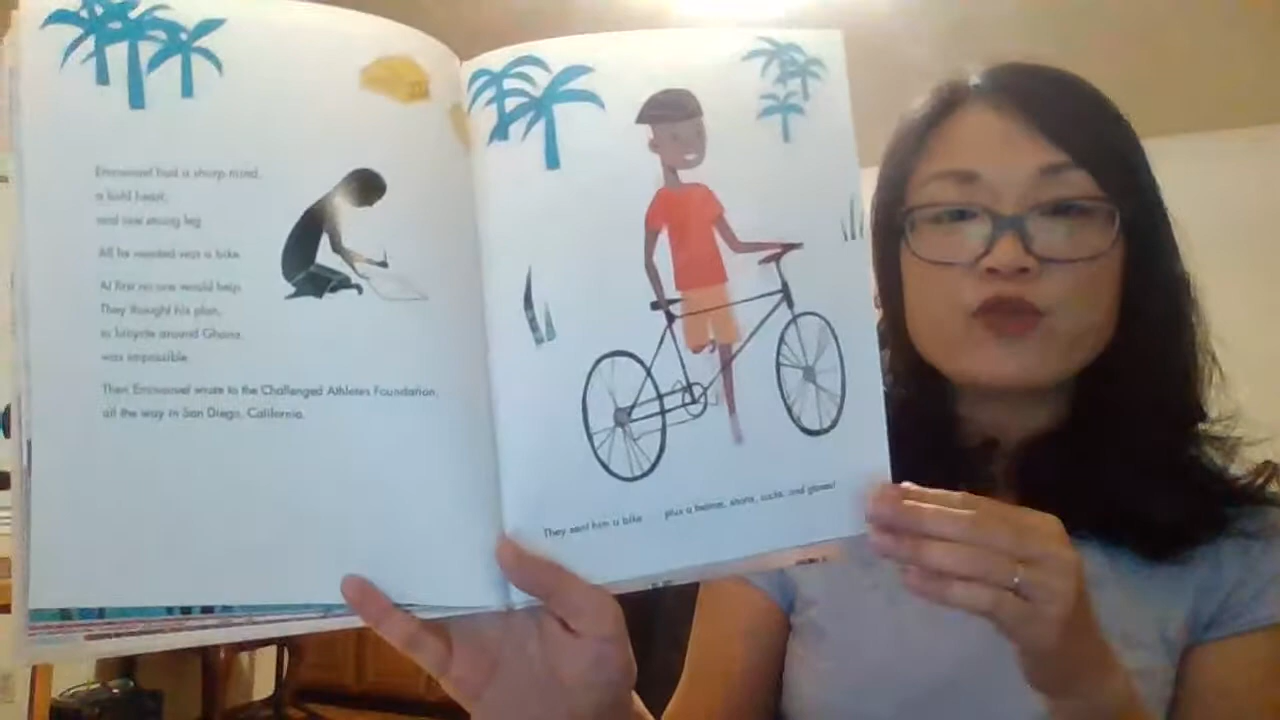 Emmanuel had a sharp mind,
a bold heart,
and one strong leg.
All he needed was a bike.
At first no one would help.
They thought his plan,
to bicycle around Ghana,
was impossible.
Then Emmanuel wrote to the Challenged Athletes Foundation,
all the way in San Diego, California.
They sent him a bike plus a helmet, shorts, socks, and gloves!